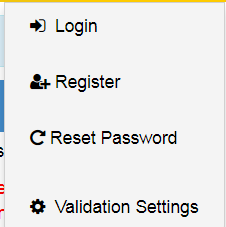 Login
Register
Reset Password
Validation Settings